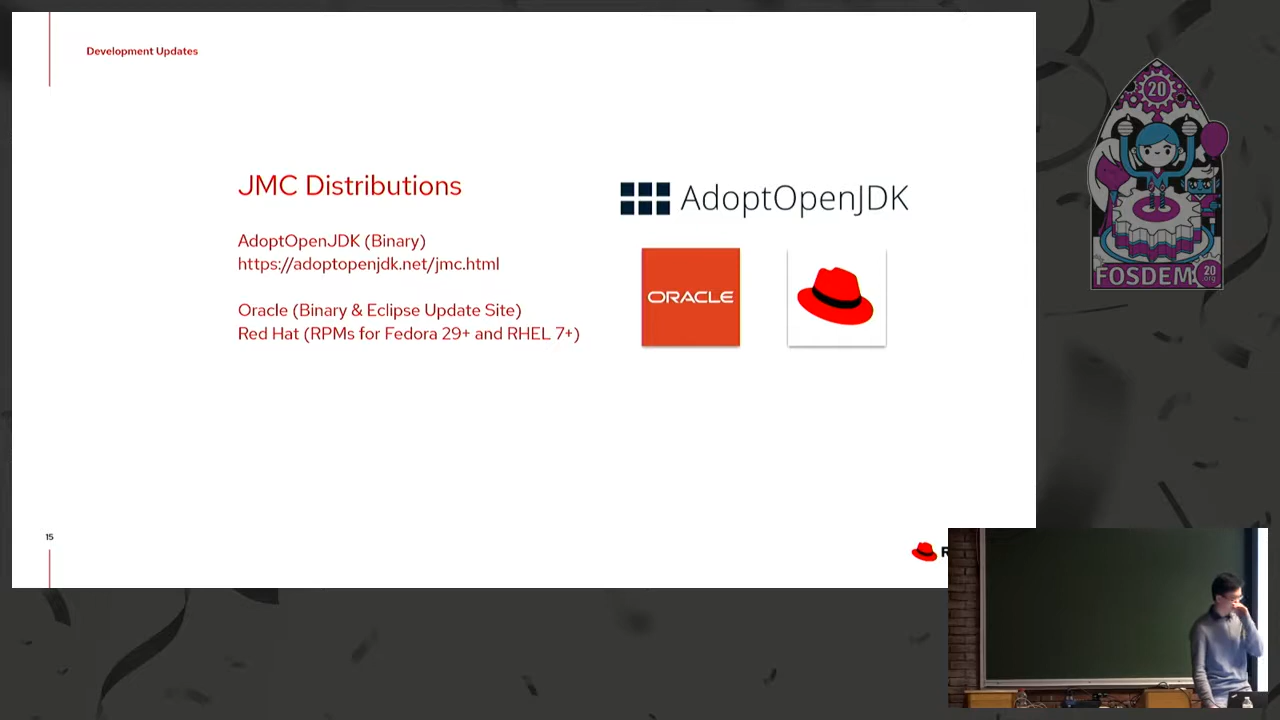 Development Updates
JMC Distributions
AdoptOpenJDK (Binary)
https://adoptopenjdk.net/jmc.html
Oracle (Binary & Eclipse Update Site)
Red Hat (RPMs for Fedora 29+ and RHEL 7+)
AdoptOpenJDK
ORACLE
15
20
FOSDEM
20
.org